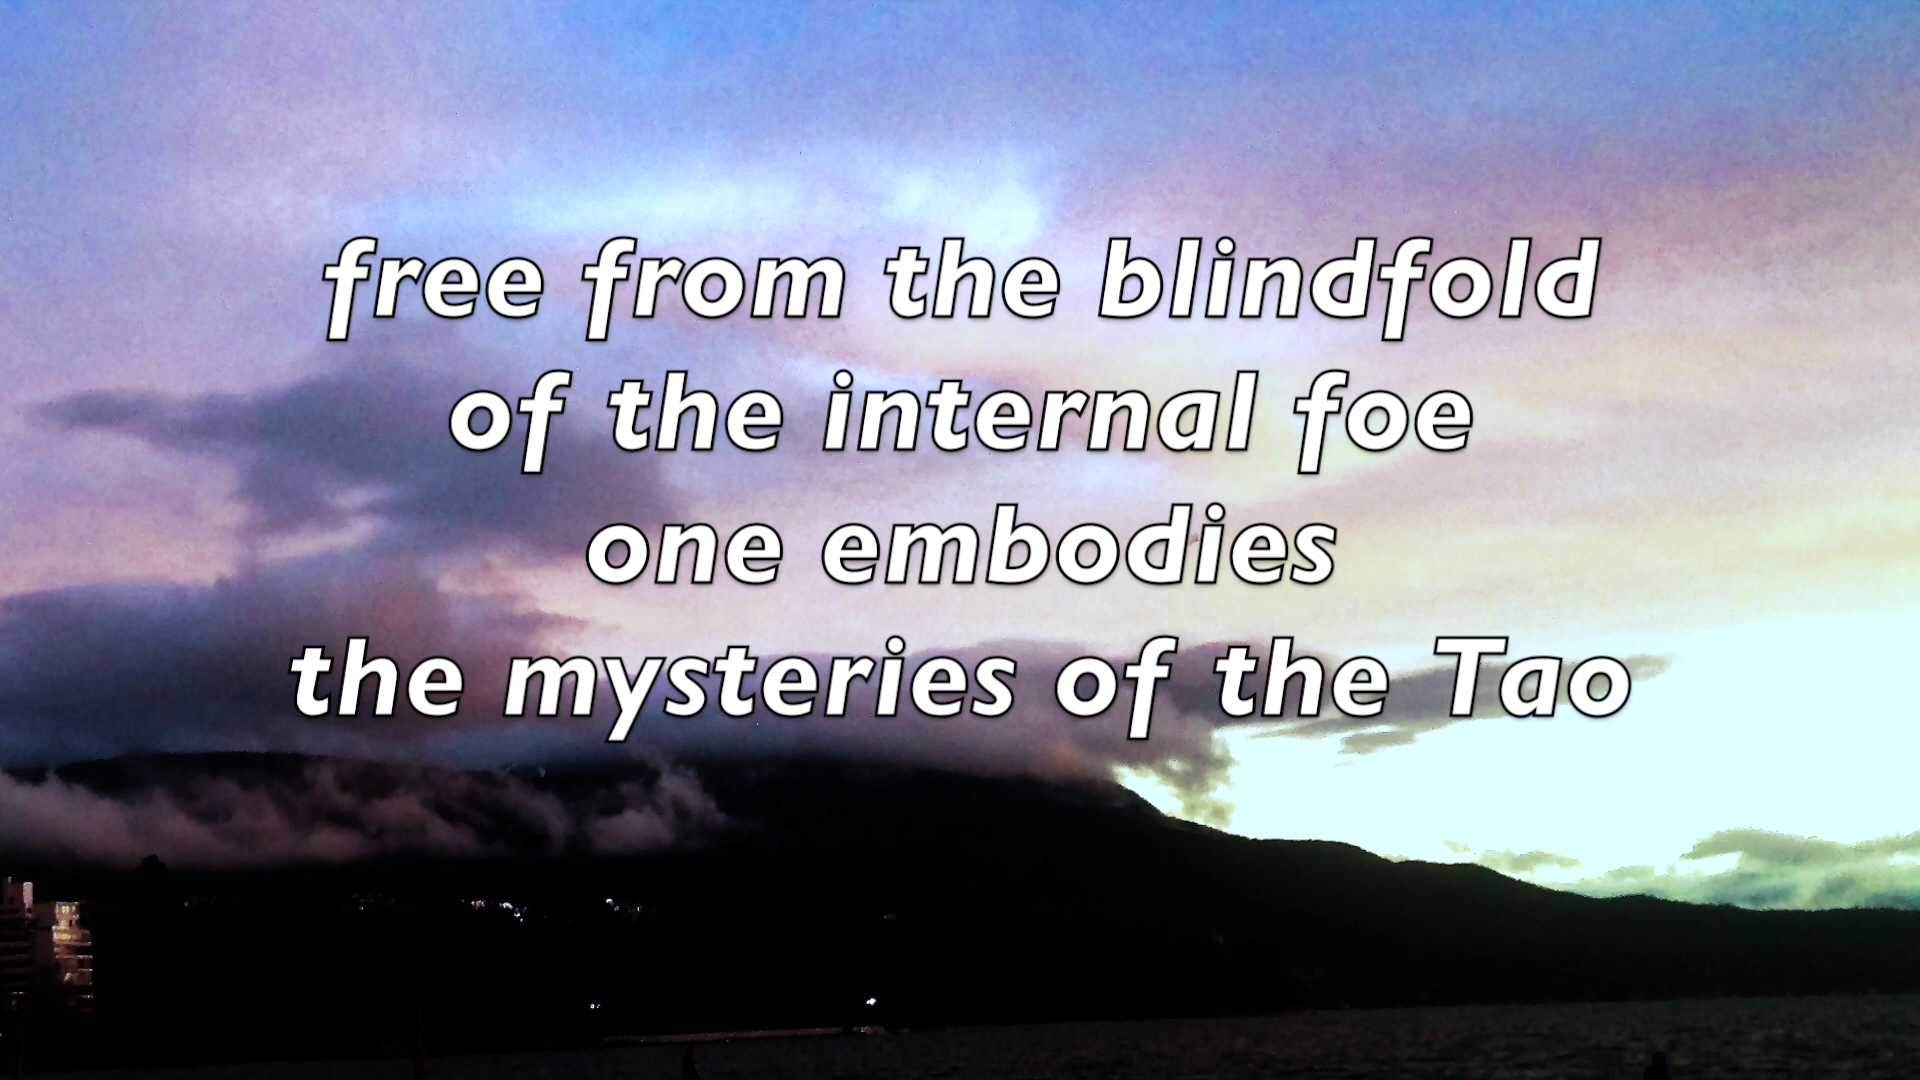 free from the blindfold
of the internal foe
one embodies
the mysteries of the Tao